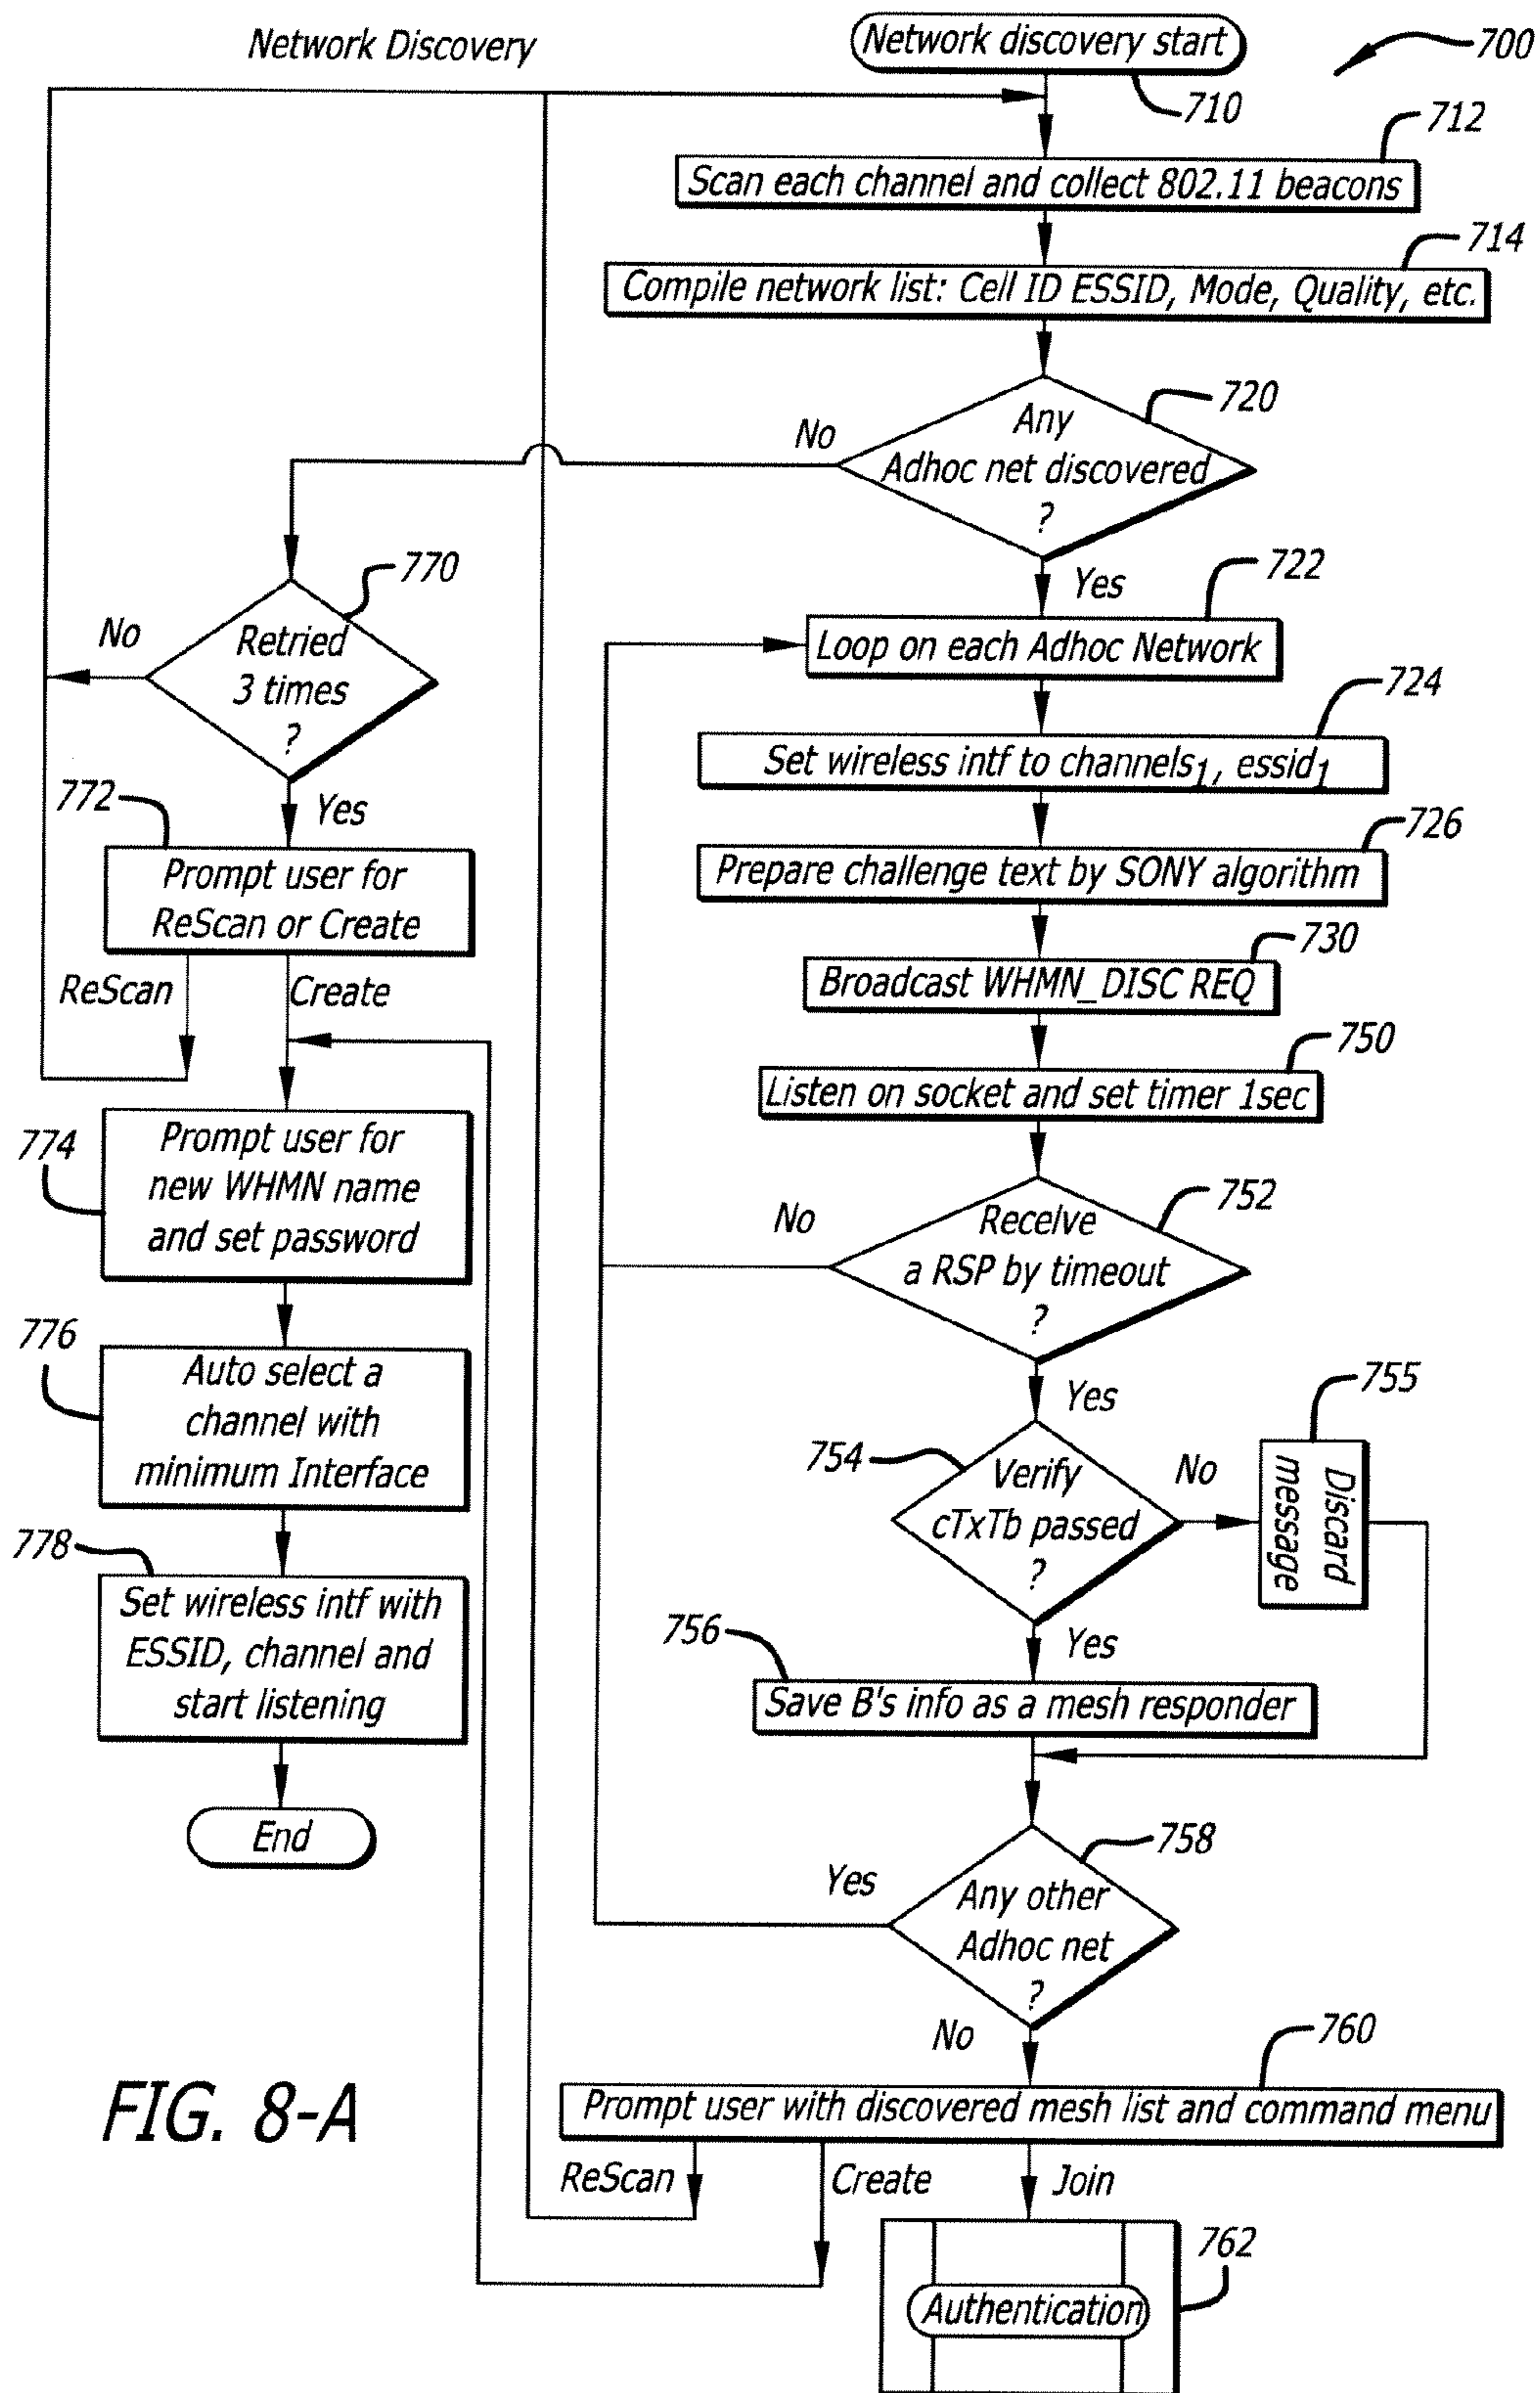 Network Discovery
Network discovery start
700
710
712
Scan each channel and collect 802.11 beacons
714
Compile network list: Cell ID ESSID, Mode, Quality, etc.
720
Any
Adhoc net discovered
?
No
Yes
722
Loop on each Adhoc Network
724
Set wireless intf to channels1, essid1
726
Prepare challenge text by SONY algorithm
730
Broadcast WHMN_DISC REQ
750
Listen on socket and set timer 1sec
752
Receive
a RSP by timeout
?
No
Yes
754
Verify
cTxTb passed
?
No
755
Discard
message
Yes
756
Save B's info as a mesh responder
758
Any other
Adhoc net
?
Yes
No
760
Prompt user with discovered mesh list and command menu
ReScan
Create
Join
762
Authentication
770
Retried
3 times
?
No
Yes
772
Prompt user for
ReScan or Create
ReScan
Create
774
Prompt user for
new WHMN name
and set password
776
Auto select a
channel with
minimum Interface
778
Set wireless intf with
ESSID, channel and
start listening
End
FIG. 8-A